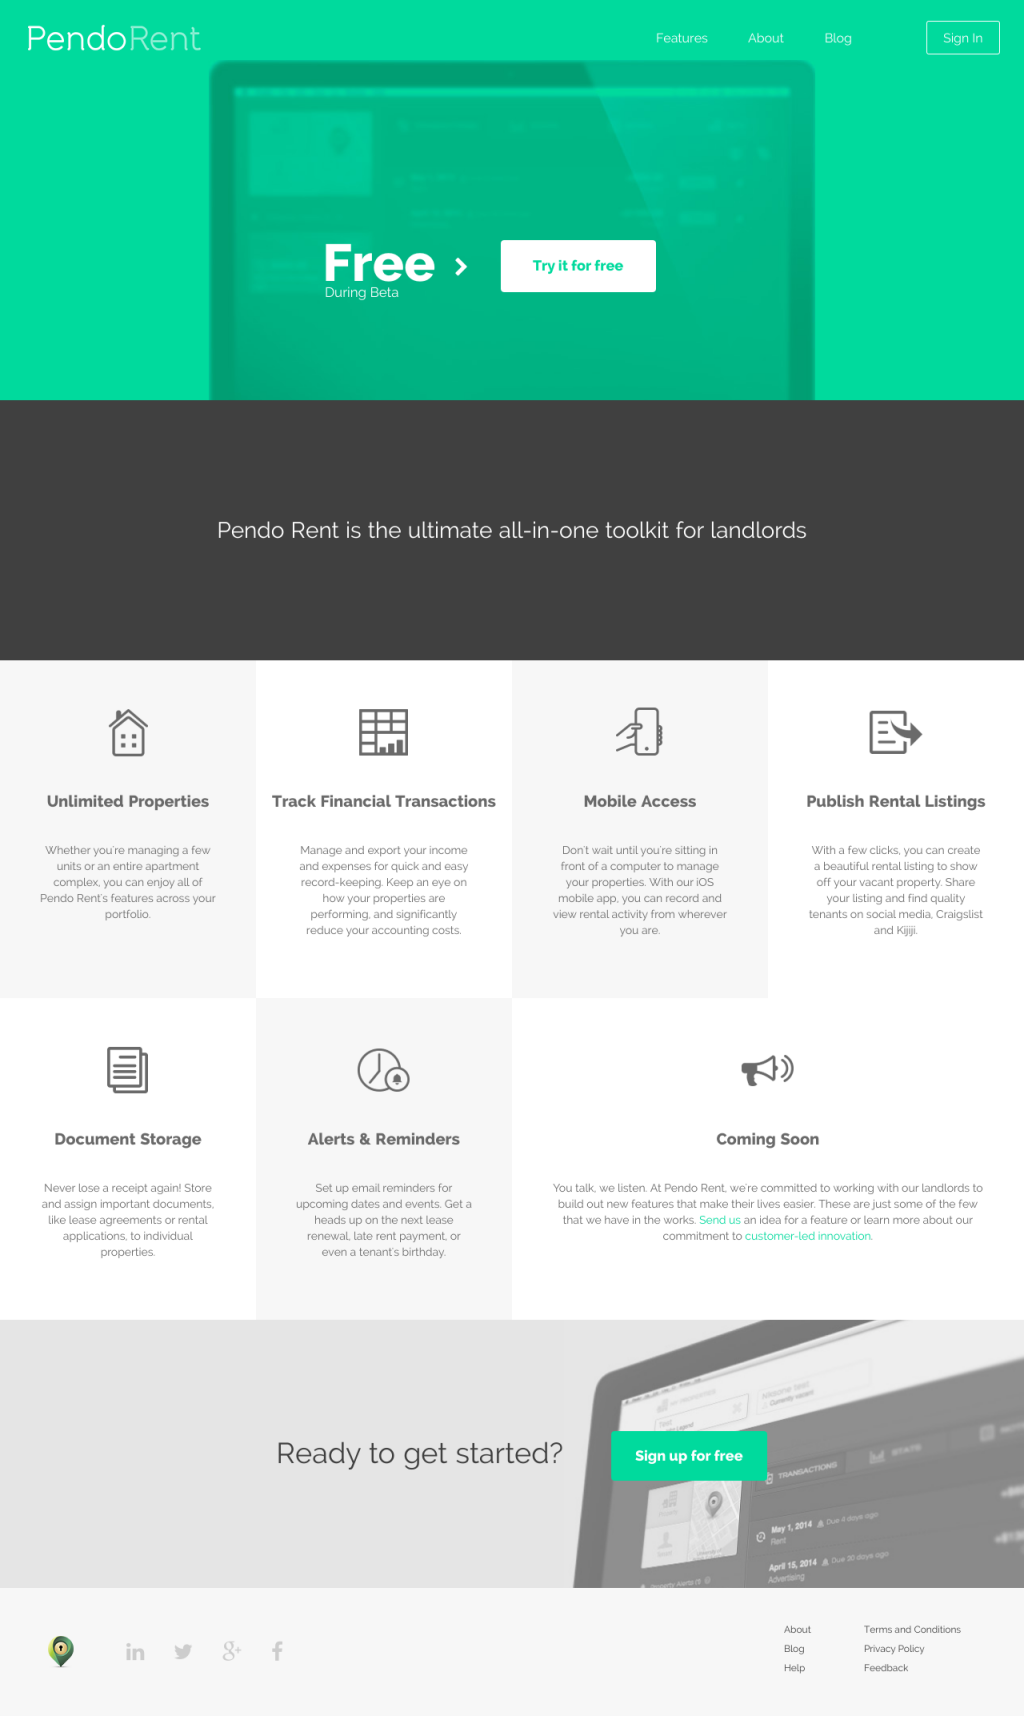 PendoRent
Features
About
Blog
Sign In
Free
During Beta
Try it for free
Pendo Rent is the ultimate all-in-one toolkit for landlords
Unlimited Properties
Whether you're managing a few
units or an entire apartment
complex, you can enjoy all of
Pendo Rent's features across your
portfolio.
Track Financial Transactions
Manage and export your income
and expenses for quick and easy
record-keeping. Keep an eye on
how your properties are
performing, and significantly
reduce your accounting costs.
Mobile Access
Don't wait until you're sitting in
front of a computer to manage
your properties. With our iOS
mobile app, you can record and
view rental activity from wherever
you are.
Publish Rental Listings
With a few clicks, you can create
a beautiful rental listing to show
off your vacant property. Share
your listing and find quality
tenants on social media, Craigslist
and Kijiji.
Document Storage
Never lose a receipt again! Store
and assign important documents,
like lease agreements or rental
applications, to individual
properties.
Alerts & Reminders
Set up email reminders for
upcoming dates and events. Get a
heads up on the next lease
renewal, late rent payment, or
even a tenant's birthday.
Coming Soon
You talk, we listen. At Pendo Rent, we're committed to working with our landlords to
build out new features that make their lives easier. These are just some of the few
that we have in the works. Send us an idea for a feature or learn more about our
commitment to customer-led innovation.
Ready to get started?
Sign up for free
Currently vacant
TRANSACTIONS
STATS
May 1, 2014
Due 4 days ago
Rent
April 15, 2014
Due 20 days ago
Advertising
About
Blog
Help
Terms and Conditions
Privacy Policy
Feedback